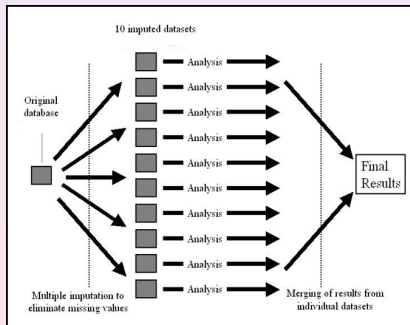 10 imputed datasets
Original
database
Analysis
Analysis
Analysis
Analysis
Analysis
Analysis
Analysis
Analysis
Analysis
Analysis
Final
Results
Multiple imputation to
eliminate missing values
Merging of results from
individual datasets